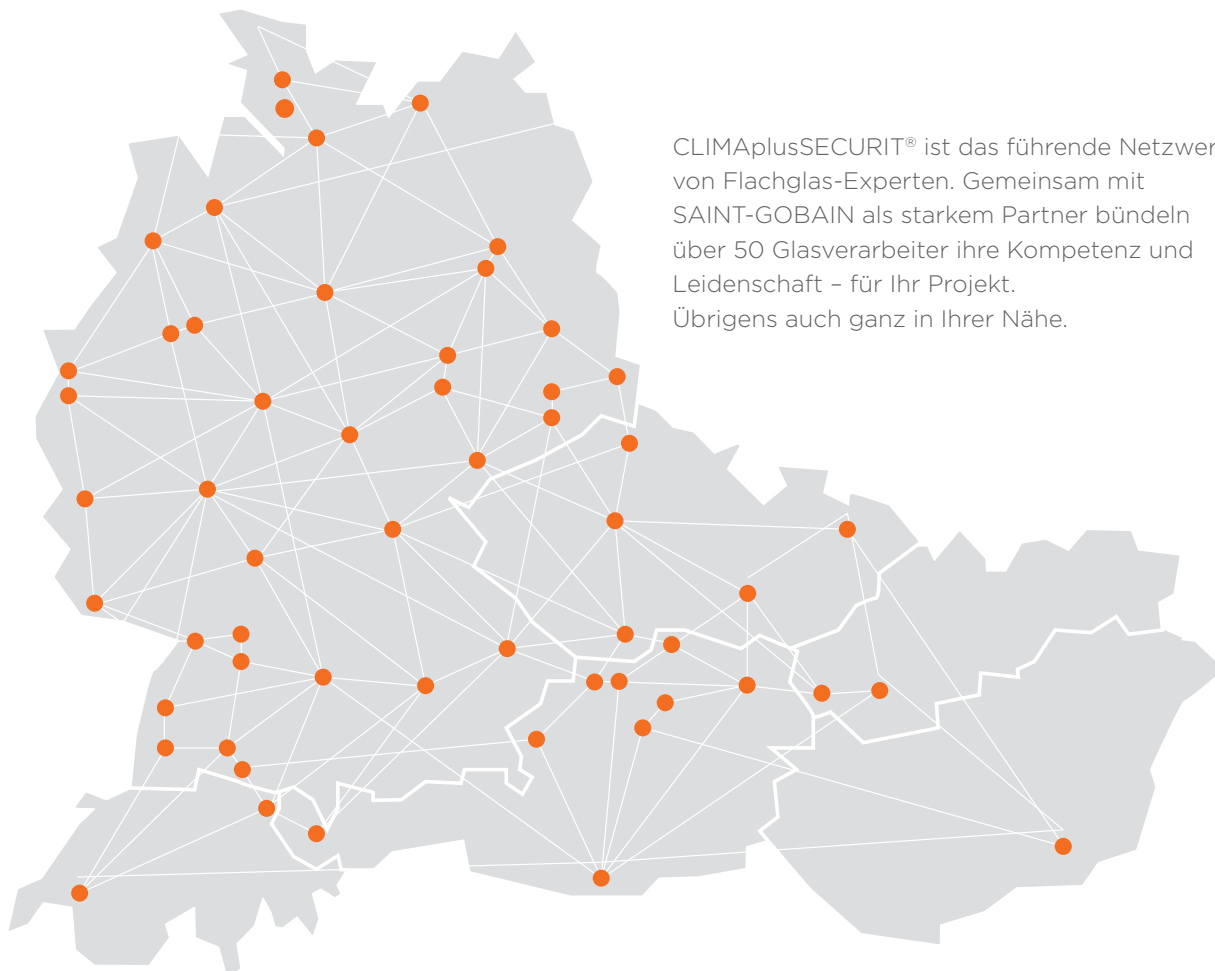 CLIMAplusSECURIT® ist das führende Netzwer
von Flachglas-Experten. Gemeinsam mit
SAINT-GOBAIN als starkem Partner bündeln
über 50 Glasverarbeiter ihre Kompetenz und
Leidenschaft – für Ihr Projekt.
Übrigens auch ganz in Ihrer Nähe.